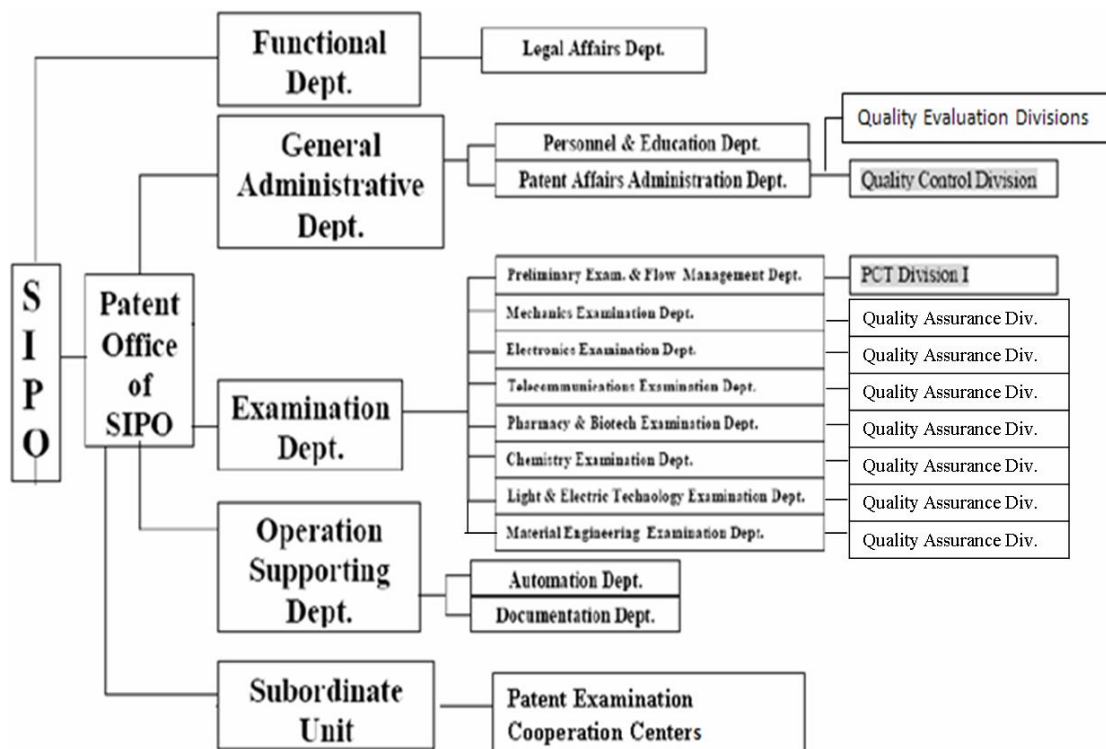 Functional
Dept.
Legal Affairs Dept.
General
Administrative
Dept.
Personnel & Education Dept.
Patent Affairs Administration Dept.
Quality Evaluation Divisions
Quality Control Division
S
I
P
O
Patent
Office
of
SIPO
Examination
Dept.
Preliminary Exam. & Flow Management Dept.
PCT Division I
Mechanics Examination Dept.
Quality Assurance Div.
Electronics Examination Dept.
Quality Assurance Div.
Telecommunications Examination Dept.
Quality Assurance Div.
Pharmacy & Biotech Examination Dept.
Quality Assurance Div.
Chemistry Examination Dept.
Quality Assurance Div.
Light & Electric Technology Examination Dept.
Quality Assurance Div.
Material Engineering Examination Dept.
Quality Assurance Div.
Operation
Supporting
Dept.
Automation Dept.
Documentation Dept.
Subordinate
Unit
Patent Examination
Cooperation Centers